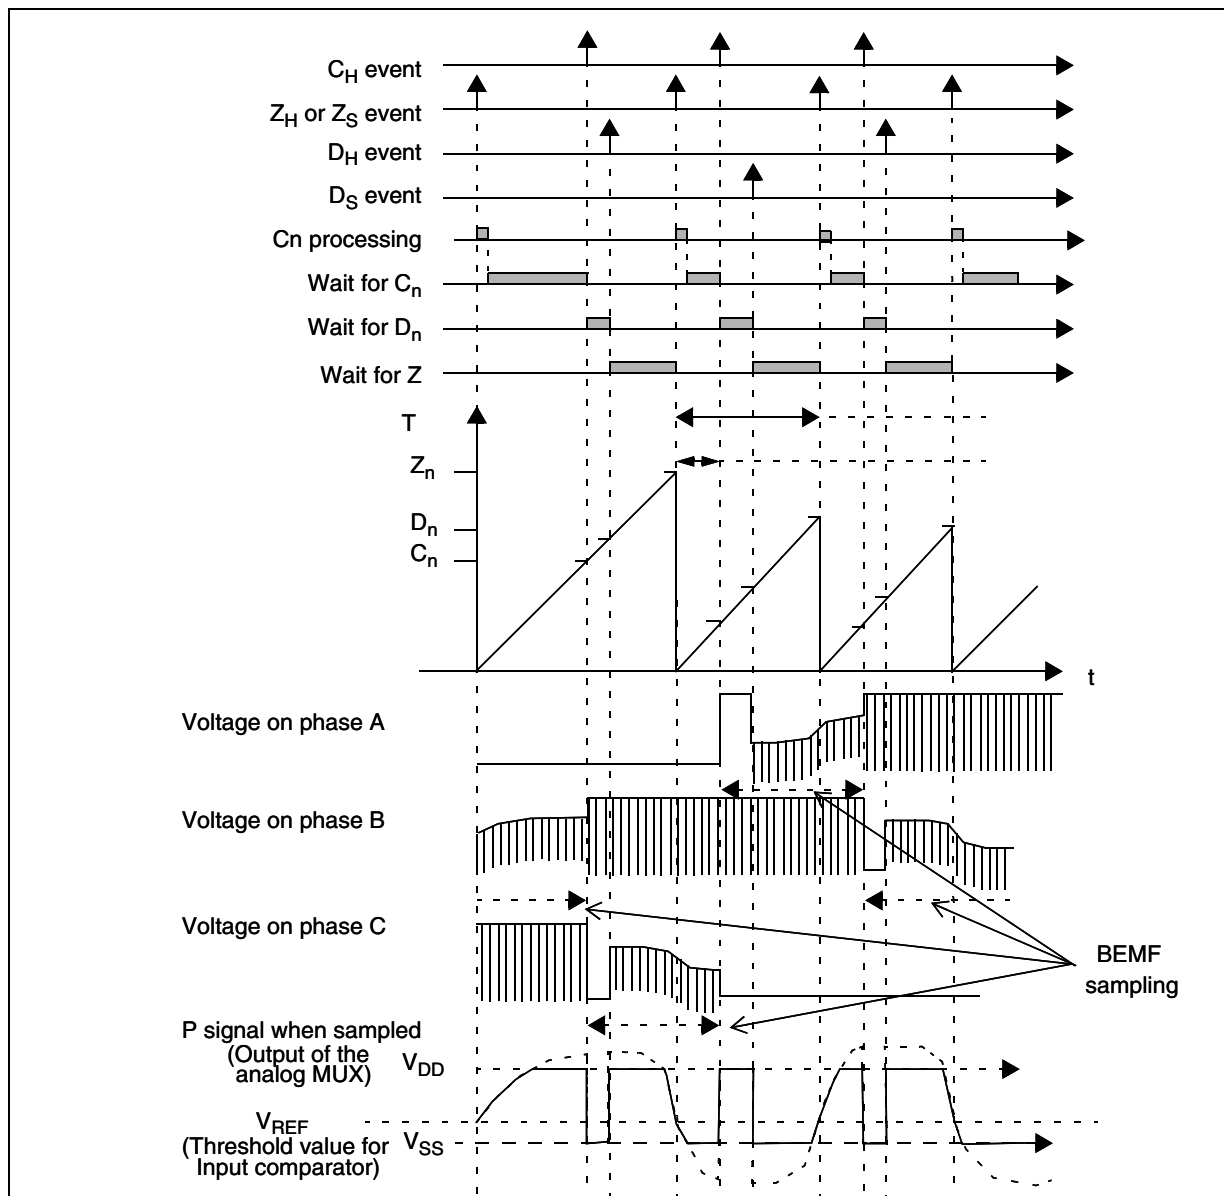 C_H event
Z_H or Z_S event
D_H event
D_S event
Cn processing
Wait for C_n
Wait for D_n
Wait for Z
T
Z_n
D_n
C_n
t
Voltage on phase A
Voltage on phase B
Voltage on phase C
BEMF
sampling
P signal when sampled
(Output of the
analog MUX)
V_DD
V_REF
(Threshold value for
Input comparator)
V_SS